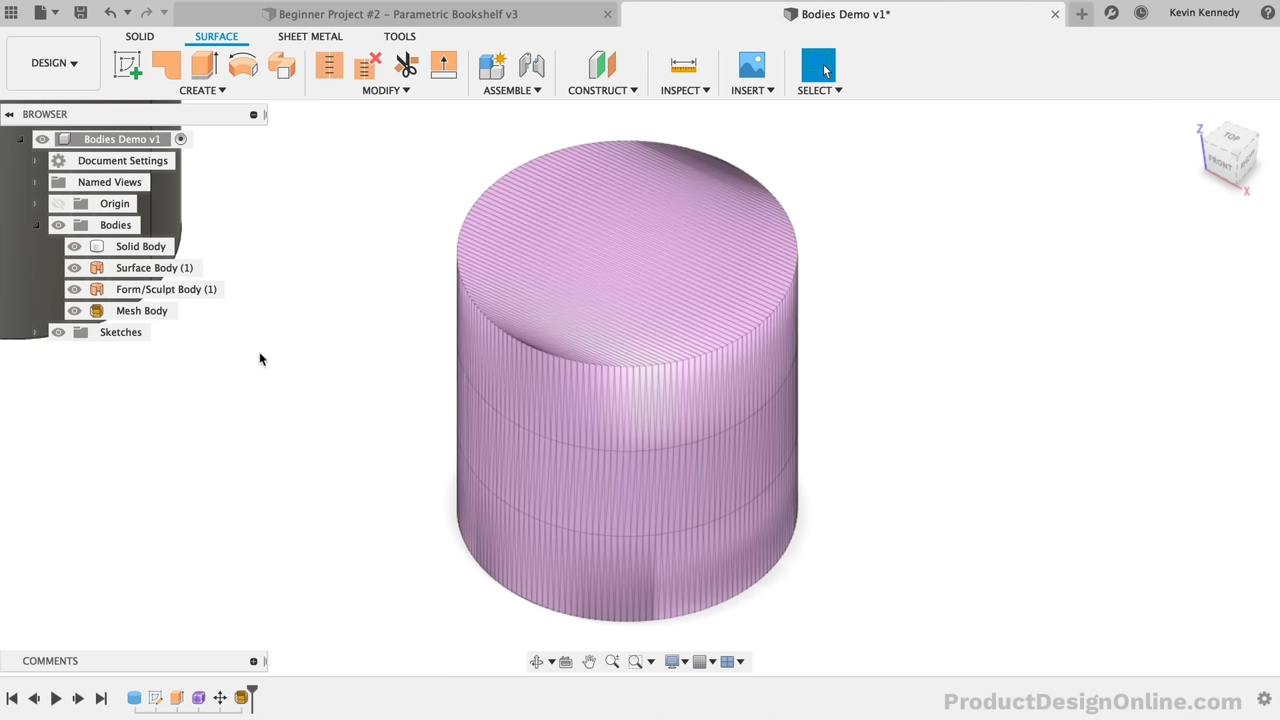 Beginner Project #2 – Parametric Bookshelf v3
Bodies Demo v1*
Kevin Kennedy
SOLID
SURFACE
SHEET METAL
TOOLS
DESIGN
CREATE
MODIFY
ASSEMBLE
CONSTRUCT
INSPECT
INSERT
SELECT
BROWSER
Bodies Demo v1
Document Settings
Named Views
Origin
Bodies
Solid Body
Surface Body (1)
Form/Sculpt Body (1)
Mesh Body
Sketches
Z
TOP
FRONT
X
COMMENTS
ProductDesignOnline.com